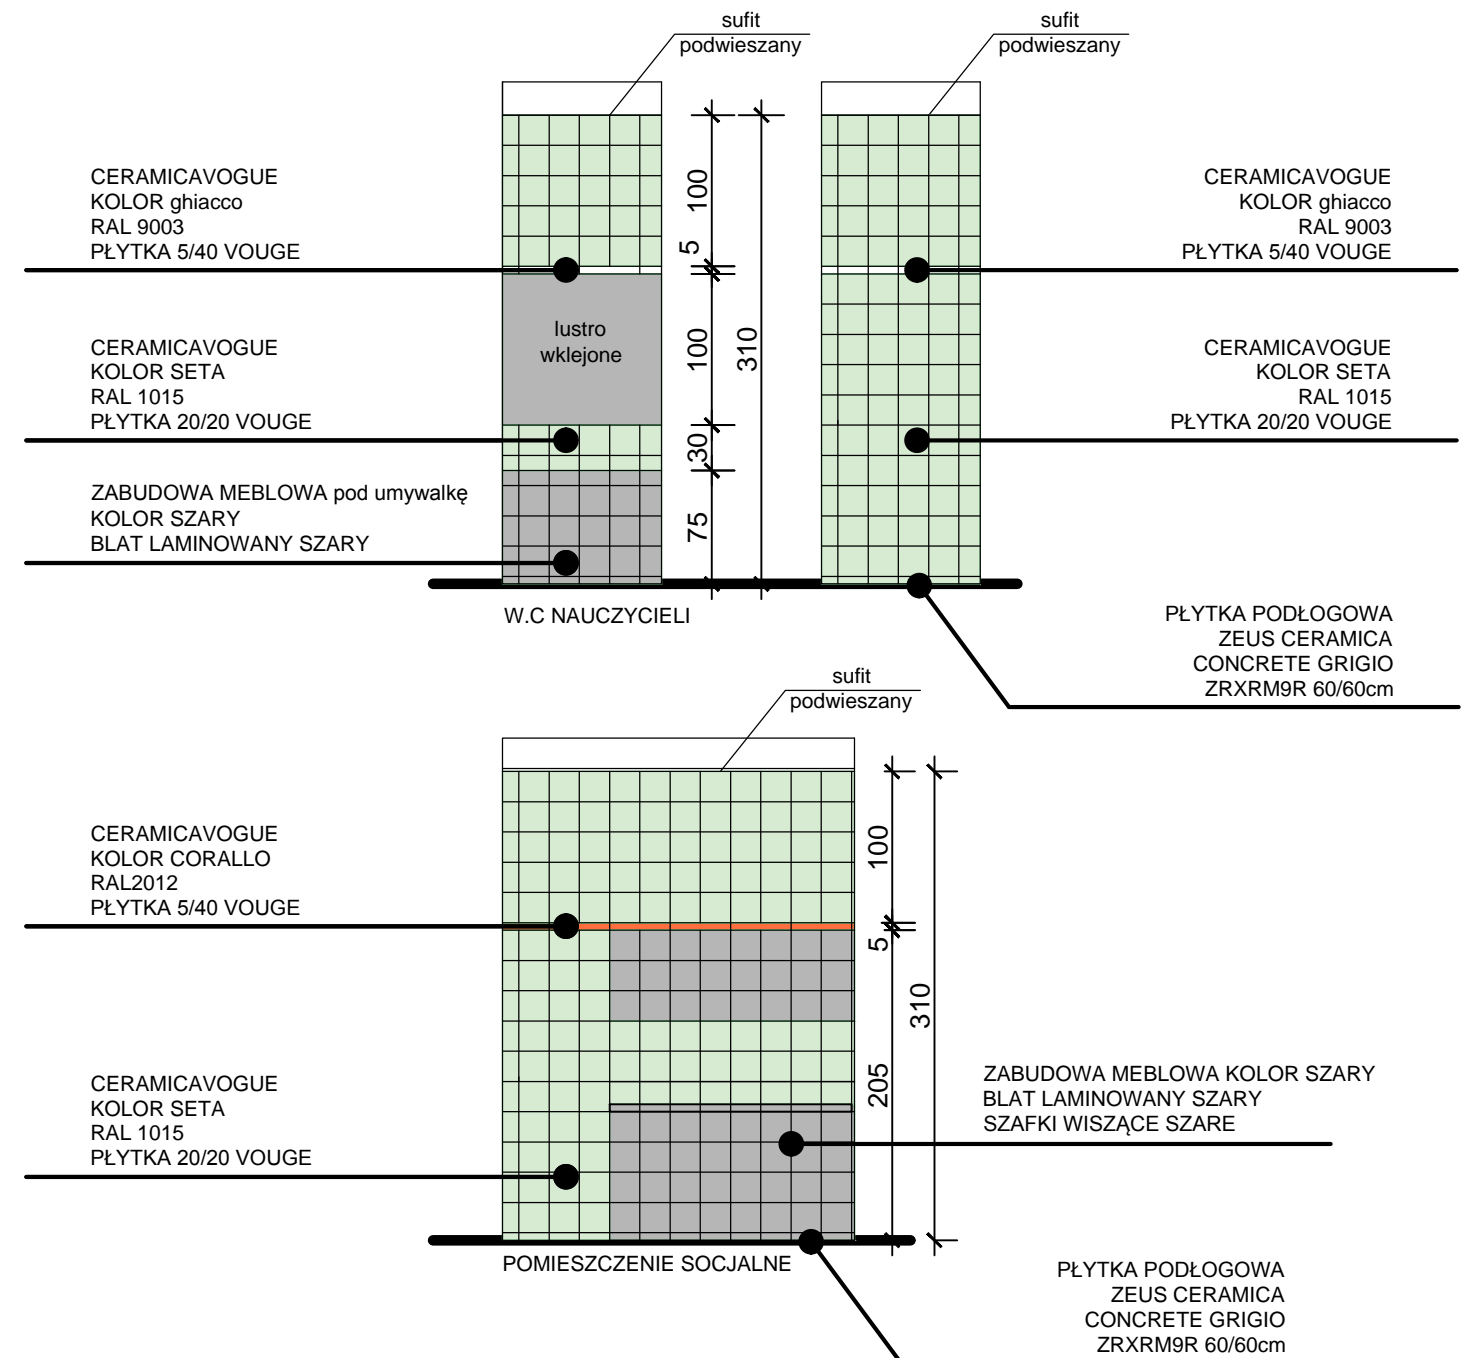 sufit
podwieszany
sufit
podwieszany
CERAMICAVOGUE
KOLOR ghiacco
RAL 9003
PŁYTKA 5/40 VOUGE
CERAMICAVOGUE
KOLOR SETA
RAL 1015
PŁYTKA 20/20 VOUGE
ZABUDOWA MEBLOWA pod umywalkę
KOLOR SZARY
BLAT LAMINOWANY SZARY
lustro
wklejone
100
5
100
30
75
310
W.C NAUCZYCIELI
CERAMICAVOGUE
KOLOR ghiacco
RAL 9003
PŁYTKA 5/40 VOUGE
CERAMICAVOGUE
KOLOR SETA
RAL 1015
PŁYTKA 20/20 VOUGE
PŁYTKA PODŁOGOWA
ZEUS CERAMICA
CONCRETE GRIGIO
ZRXRM9R 60/60cm
sufit
podwieszany
CERAMICAVOGUE
KOLOR CORALLO
RAL2012
PŁYTKA 5/40 VOUGE
CERAMICAVOGUE
KOLOR SETA
RAL 1015
PŁYTKA 20/20 VOUGE
100
5
205
310
ZABUDOWA MEBLOWA KOLOR SZARY
BLAT LAMINOWANY SZARY
SZAFKI WISZĄCE SZARE
POMIESZCZENIE SOCJALNE
PŁYTKA PODŁOGOWA
ZEUS CERAMICA
CONCRETE GRIGIO
ZRXRM9R 60/60cm